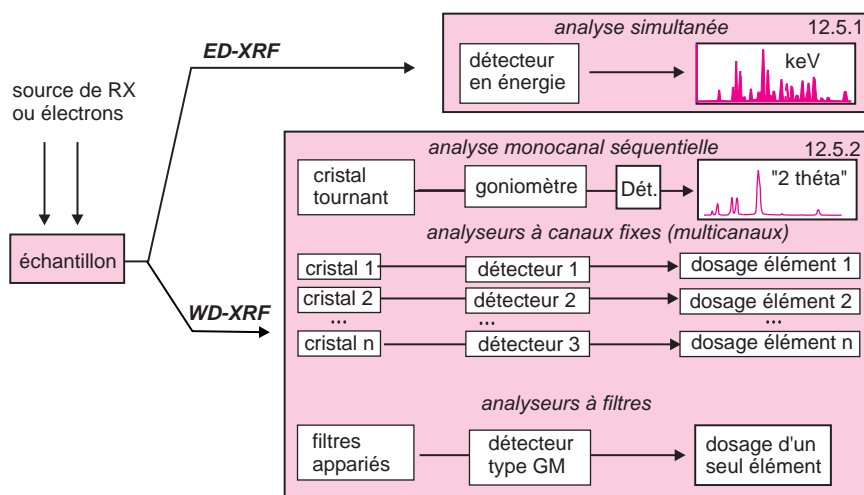 analyse simultanée 12.5.1
ED-XRF
détecteur
en énergie
keV
source de RX
ou électrons
échantillon
WD-XRF
analyse monocanal séquentielle 12.5.2
cristal
tournant
goniomètre
Dét.
"2 théta"
analyseurs à canaux fixes (multicanaux)
cristal 1 détecteur 1 dosage élément 1
cristal 2 détecteur 2 dosage élément 2
... ... ...
cristal n détecteur 3 dosage élément n
analyseurs à filtres
filtres
appariés
détecteur
type GM
dosage d'un
seul élément